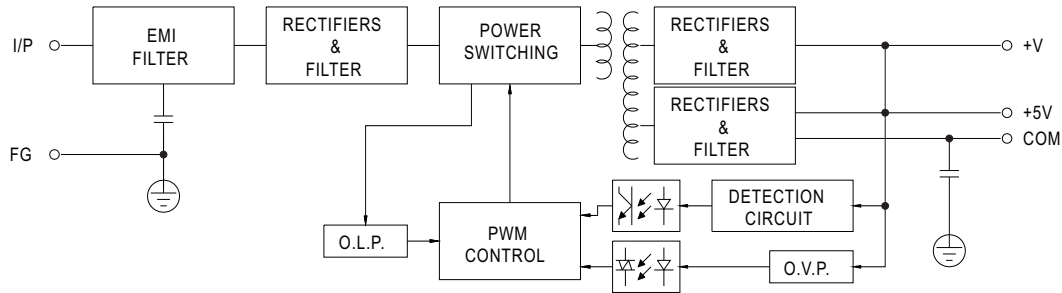 I/P
EMI
FILTER
RECTIFIERS
&
FILTER
POWER
SWITCHING
RECTIFIERS
&
FILTER
+V
RECTIFIERS
&
FILTER
+5V
COM
FG
DETECTION
CIRCUIT
O.L.P.
PWM
CONTROL
O.V.P.